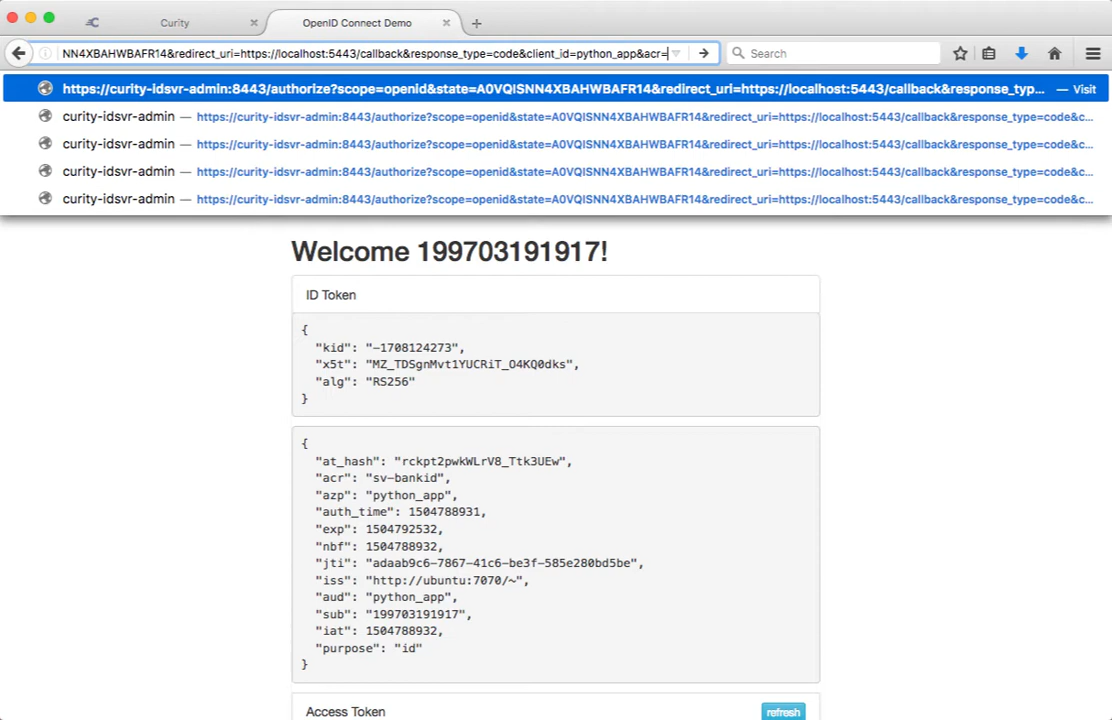 Curity
OpenID Connect Demo
NN4XBAHWBAFR14&redirect_uri=https://localhost:5443/callback&response_type=code&client_id=python_app&acr=
Search
https://curity-idsvr-admin:8443/authorize?scope=openid&state=A0VQISNN4XBAHWBAFR14&redirect_uri=https://localhost:5443/callback&response_typ... — Visit
curity-idsvr-admin — https://curity-idsvr-admin:8443/authorize?scope=openid&state=A0VQISNN4XBAHWBAFR14&redirect_uri=https://localhost:5443/callback&response_type=code&c...
curity-idsvr-admin — https://curity-idsvr-admin:8443/authorize?scope=openid&state=A0VQISNN4XBAHWBAFR14&redirect_uri=https://localhost:5443/callback&response_type=code&c...
curity-idsvr-admin — https://curity-idsvr-admin:8443/authorize?scope=openid&state=A0VQISNN4XBAHWBAFR14&redirect_uri=https://localhost:5443/callback&response_type=code&c...
curity-idsvr-admin — https://curity-idsvr-admin:8443/authorize?scope=openid&state=A0VQISNN4XBAHWBAFR14&redirect_uri=https://localhost:5443/callback&response_type=code&c...
Welcome 199703191917!
ID Token
{
"kid": "-1708124273",
"x5t": "MZ_TDSgnMvt1YUCRiT_O4KQ0dks",
"alg": "RS256"
}
{
"at_hash": "rckpt2pwkWLrV8_Ttk3UEw",
"acr": "sv-bankid",
"azp": "python_app",
"auth_time": 1504788931,
"exp": 1504792532,
"nbf": 1504788932,
"jti": "adaab9c6-7867-41c6-be3f-585e280bd5be",
"iss": "http://ubuntu:7070/~",
"aud": "python_app",
"sub": "199703191917",
"iat": 1504788932,
"purpose": "id"
}
Access Token
refresh